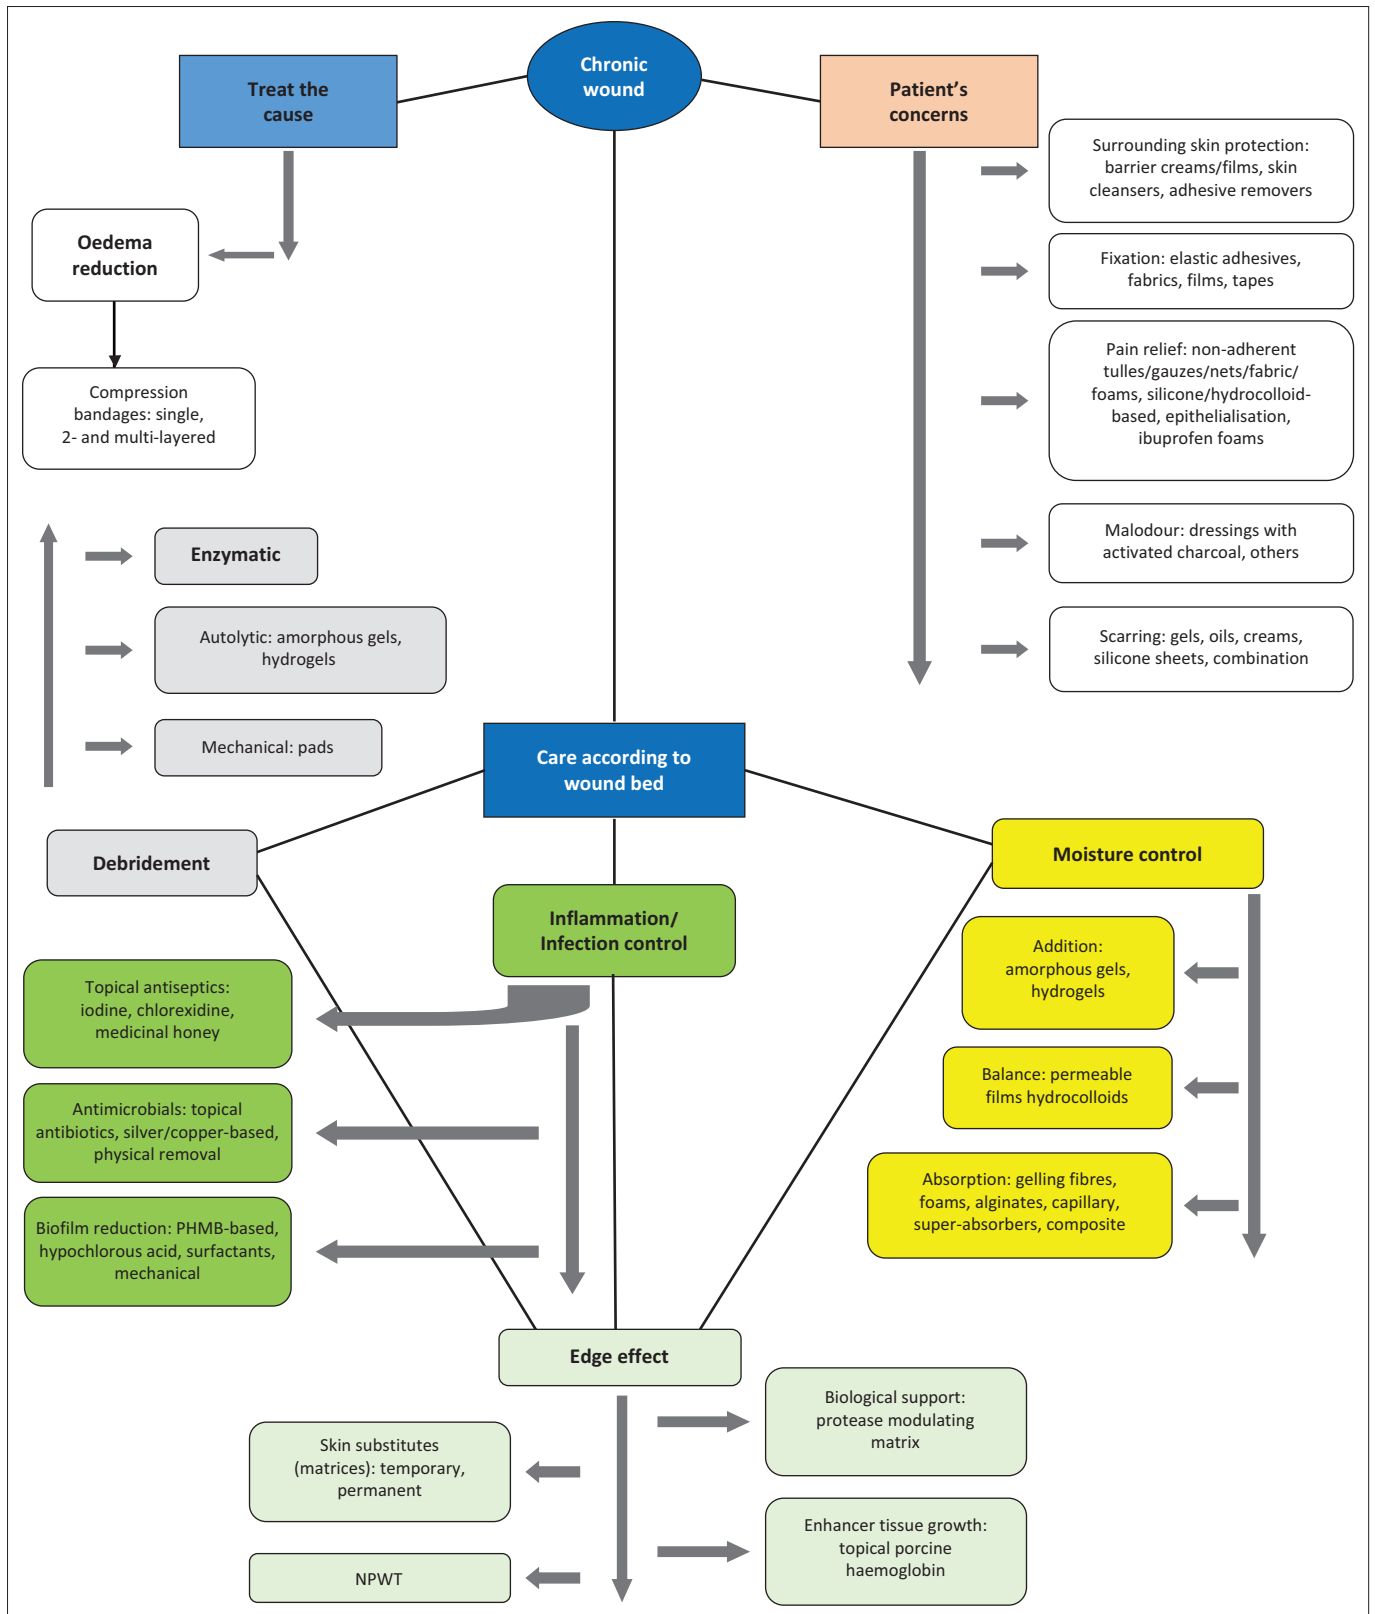 Chronic
wound
Treat the
cause
Patient's
concerns
Surrounding skin protection:
barrier creams/films, skin
cleansers, adhesive removers
Oedema
reduction
Fixation: elastic adhesives,
fabrics, films, tapes
Pain relief: non-adherent
tulles/gauzes/nets/fabric/
foams, silicone/hydrocolloid-
based, epithelialisation,
ibuprofen foams
Compression
bandages: single,
2- and multi-layered
Malodour: dressings with
activated charcoal, others
Enzymatic
Autolytic: amorphous gels,
hydrogels
Scarring: gels, oils, creams,
silicone sheets, combination
Mechanical: pads
Care according to
wound bed
Debridement
Moisture control
Inflammation/
Infection control
Addition:
amorphous gels,
hydrogels
Topical antiseptics:
iodine, chlorexidine,
medicinal honey
Balance: permeable
films hydrocolloids
Antimicrobials: topical
antibiotics, silver/copper-based,
physical removal
Absorption: gelling fibres,
foams, alginates, capillary,
super-absorbers, composite
Biofilm reduction: PHMB-based,
hypochlorous acid, surfactants,
mechanical
Edge effect
Biological support:
protease modulating
matrix
Skin substitutes
(matrices): temporary,
permanent
Enhancer tissue growth:
topical porcine
haemoglobin
NPWT